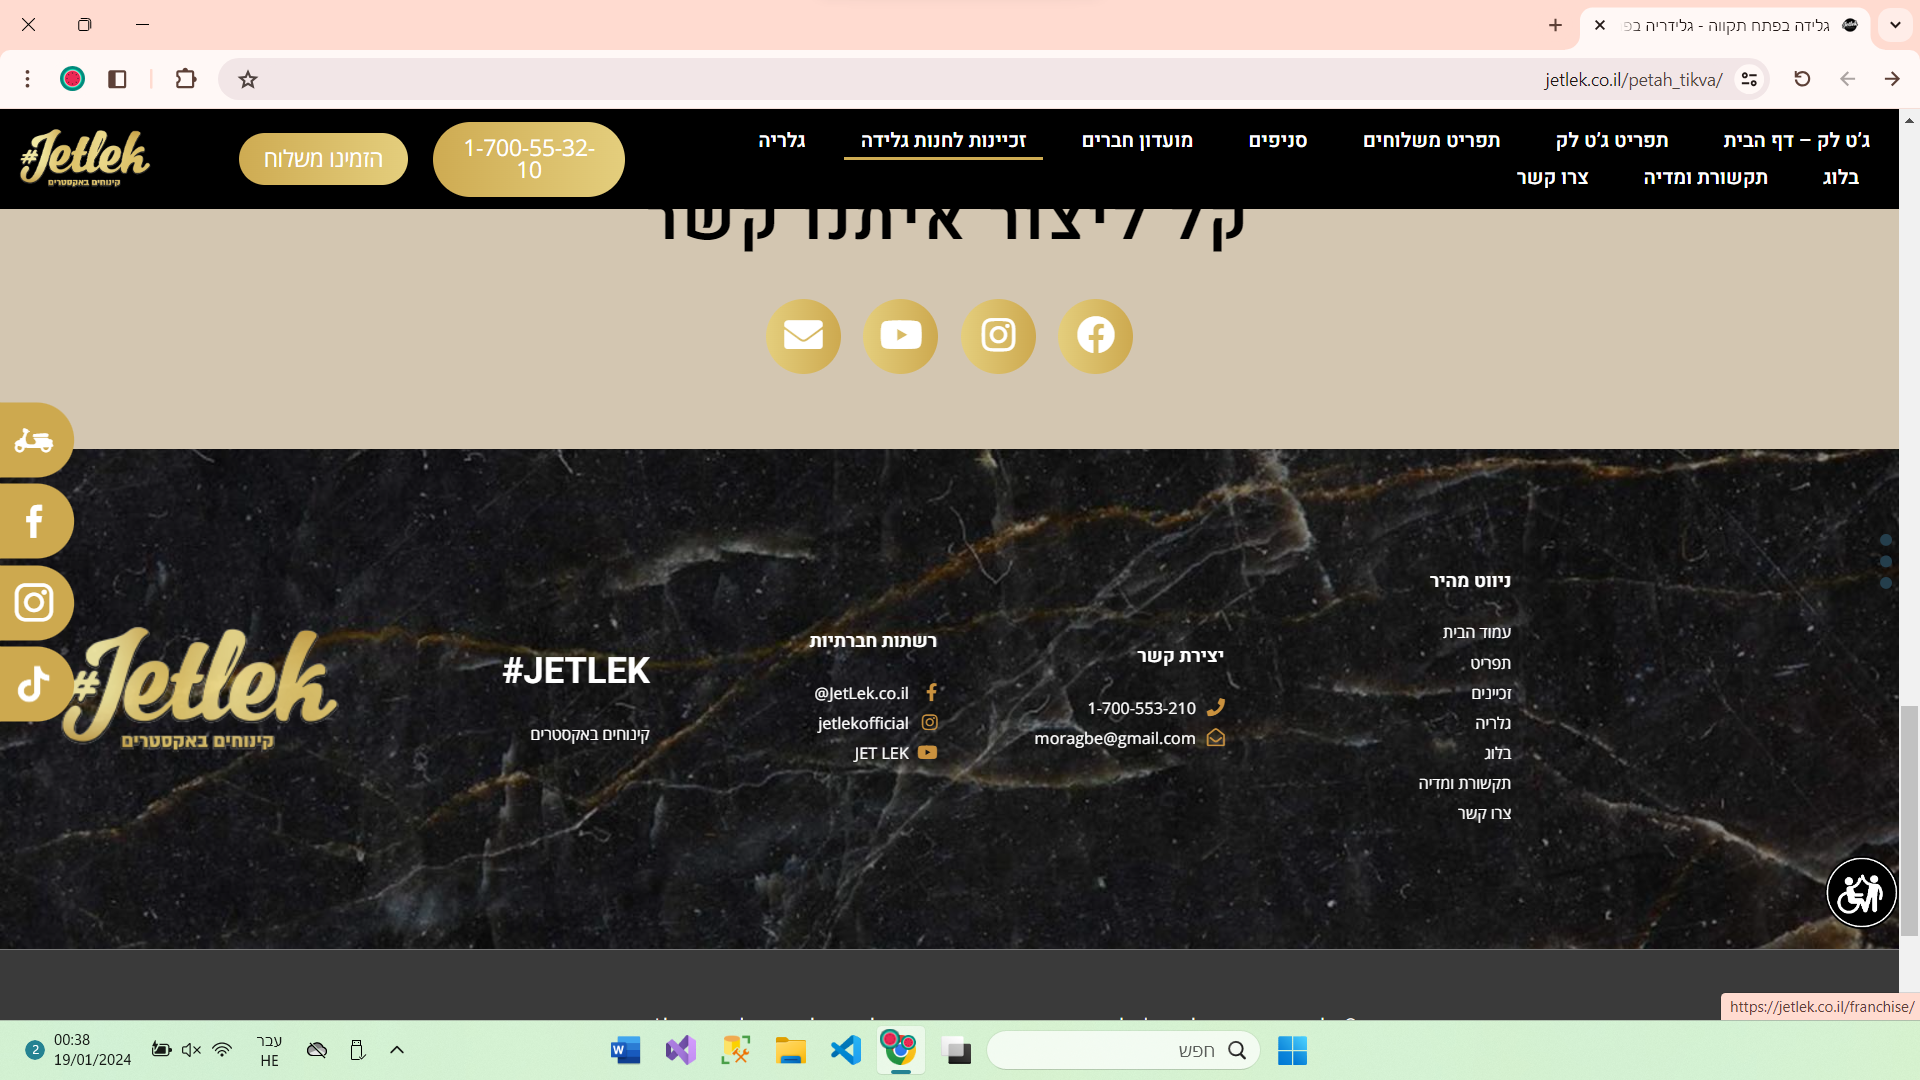 גלידה בפתח תקווה - גלידריה בפ
jetlek.co.il/petah_tikva/
ג׳ט לק – דף הבית
תפריט ג׳ט לק
תפריט משלוחים
סניפים
מועדון חברים
זכיינות לחנות גלידה
גלריה
בלוג
תקשורת ומדיה
צרו קשר
1-700-55-32-
10
הזמינו משלוח
#Jetlek
קינוחים באקסטרים
קל ליצור איתנו קשר
ניווט מהיר
עמוד הבית
תפריט
זכיינים
גלריה
בלוג
תקשורת ומדיה
צרו קשר
יצירת קשר
1-700-553-210
moragbe@gmail.com
רשתות חברתיות
@JetLek.co.il
jetlekofficial
JET LEK
#JETLEK
קינוחים באקסטרים
#Jetlek
קינוחים באקסטרים
https://jetlek.co.il/franchise/
חפש
עבר
HE
00:38
19/01/2024
2